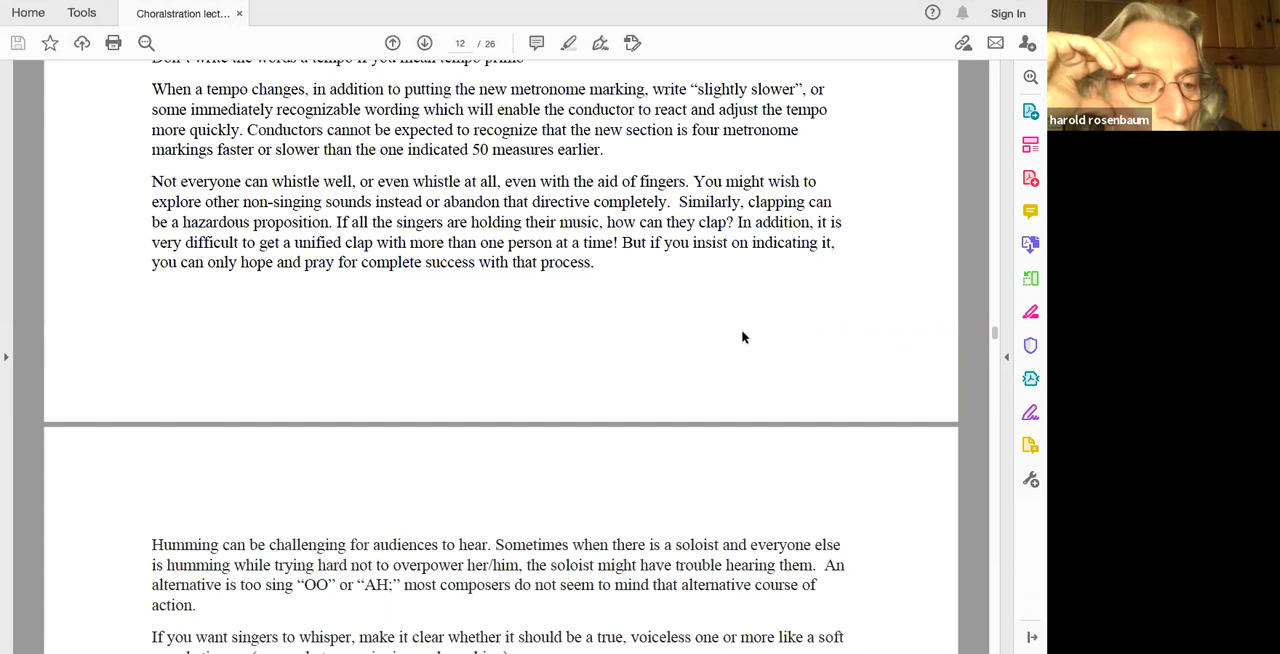 Home
Tools
Choralstration lect...
×
Sign In
12 / 26
harold rosenbaum
Don't write the words a tempo if you mean tempo primo
When a tempo changes, in addition to putting the new metronome marking, write “slightly slower”, or
some immediately recognizable wording which will enable the conductor to react and adjust the tempo
more quickly. Conductors cannot be expected to recognize that the new section is four metronome
markings faster or slower than the one indicated 50 measures earlier.
Not everyone can whistle well, or even whistle at all, even with the aid of fingers. You might wish to
explore other non-singing sounds instead or abandon that directive completely. Similarly, clapping can
be a hazardous proposition. If all the singers are holding their music, how can they clap? In addition, it is
very difficult to get a unified clap with more than one person at a time! But if you insist on indicating it,
you can only hope and pray for complete success with that process.
Humming can be challenging for audiences to hear. Sometimes when there is a soloist and everyone else
is humming while trying hard not to overpower her/him, the soloist might have trouble hearing them. An
alternative is too sing “OO” or “AH;” most composers do not seem to mind that alternative course of
action.
If you want singers to whisper, make it clear whether it should be a true, voiceless one or more like a soft